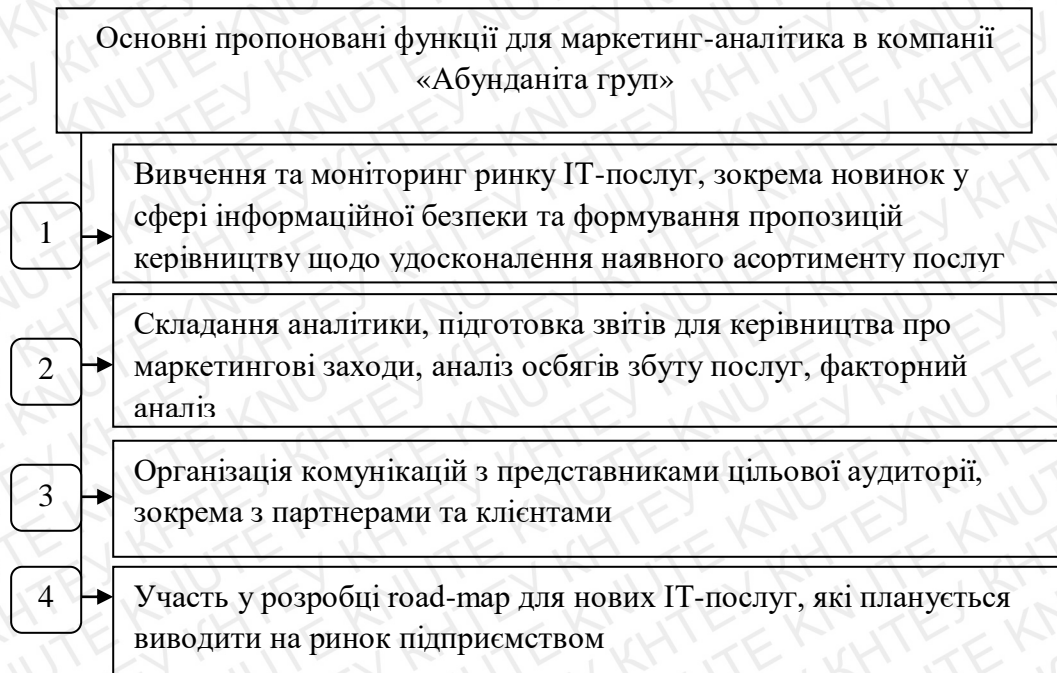 Основні пропоновані функції для маркетинг-аналітика в компанії
«Абунданіта груп»
1
Вивчення та моніторинг ринку ІТ-послуг, зокрема новинок у
сфері інформаційної безпеки та формування пропозицій
керівництву щодо удосконалення наявного асортименту послуг
2
Складання аналітики, підготовка звітів для керівництва про
маркетингові заходи, аналіз осбягів збуту послуг, факторний
аналіз
3
Організація комунікацій з представниками цільової аудиторії,
зокрема з партнерами та клієнтами
4
Участь у розробці road-map для нових ІТ-послуг, які планується
виводити на ринок підприємством